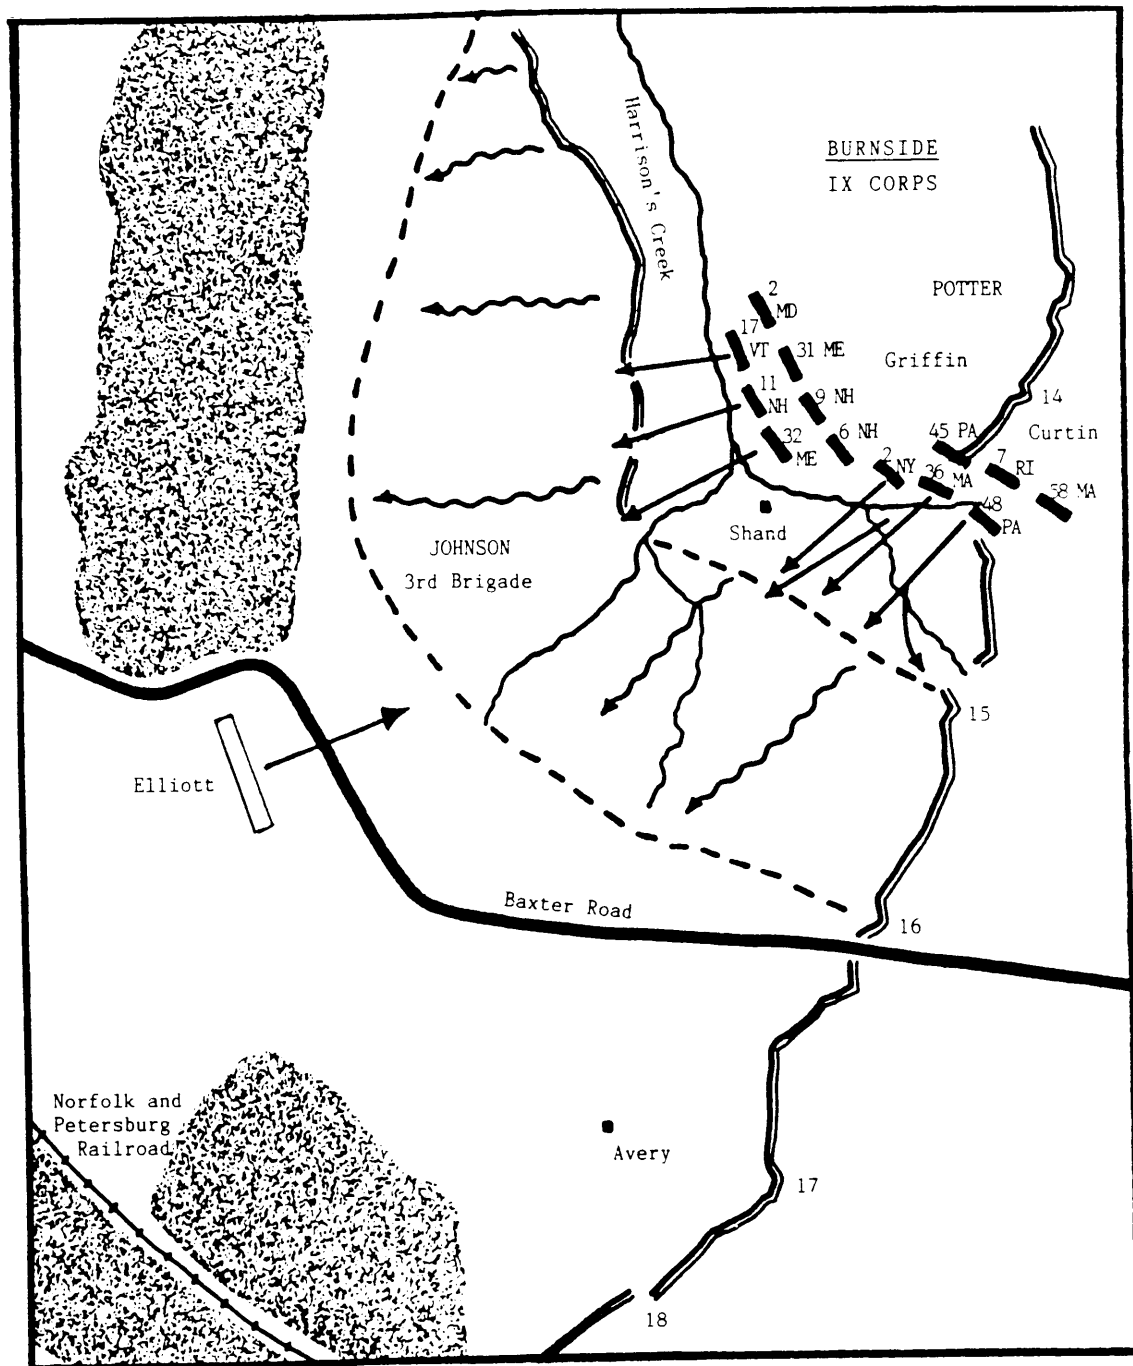 Harrison's Creek
BURNSIDE
IX CORPS
POTTER
2
MD
17
VT
31 ME
Griffin
11
NH
9 NH
14
32
ME
6 NH
45 PA
Curtin
2
NY
36
MA
7
RI
58 MA
48
PA
Shand
JOHNSON
3rd Brigade
15
Elliott
Baxter Road
16
Norfolk and
Petersburg
Railroad
Avery
17
18